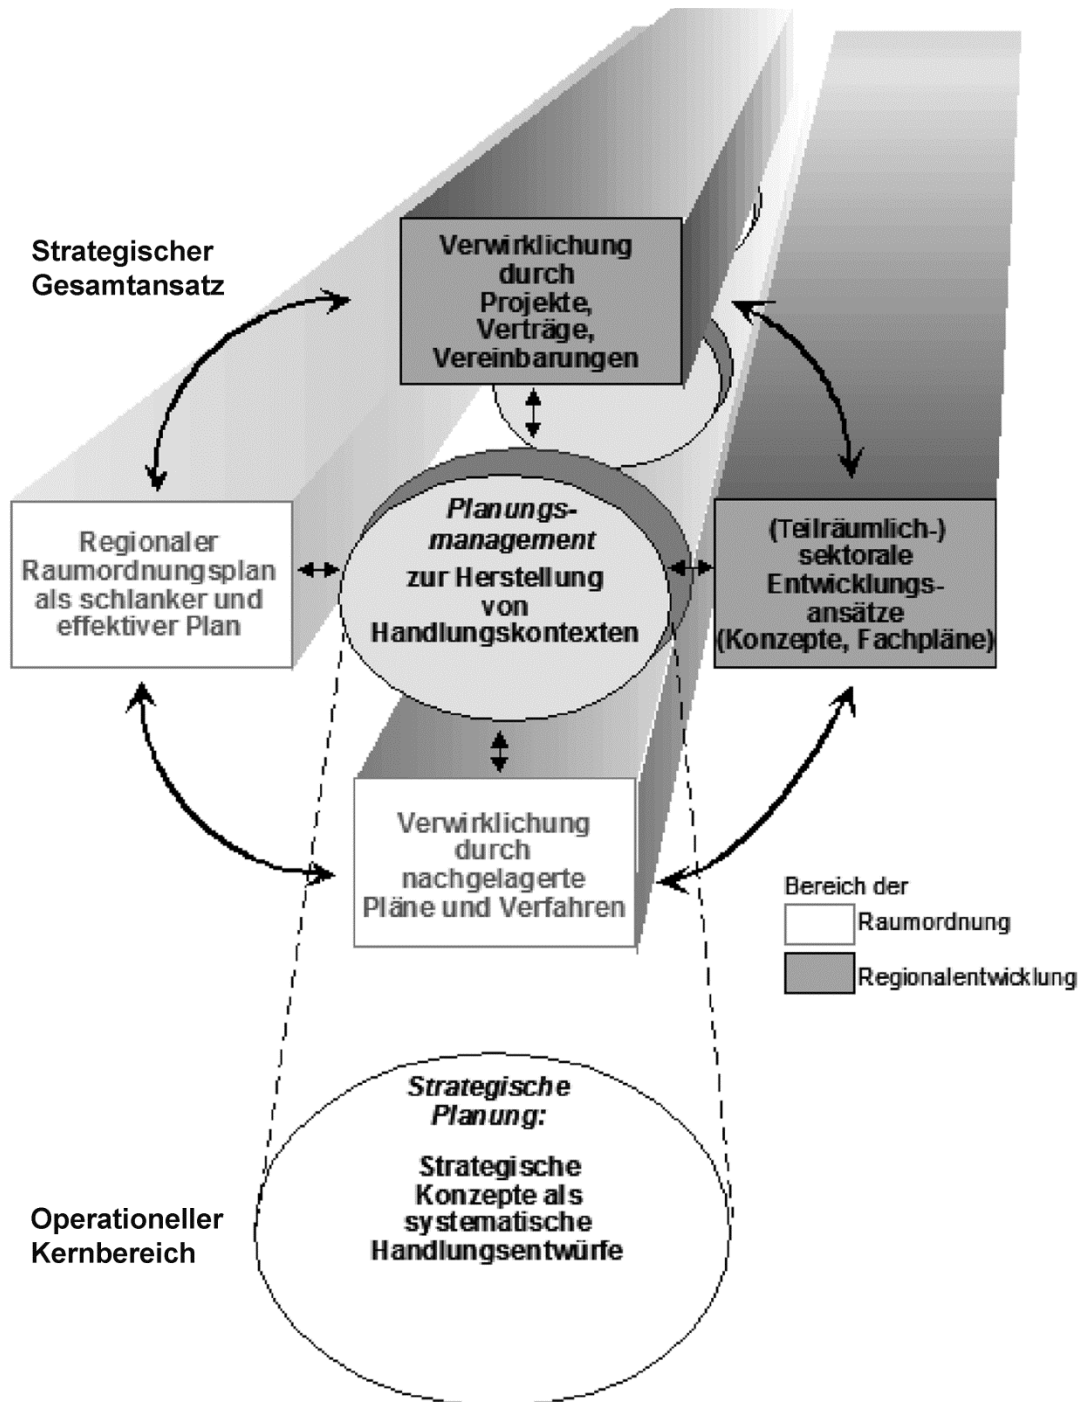 Strategischer
Gesamtansatz
Verwirklichung
durch
Projekte,
Verträge,
Vereinbarungen
Regionaler
Raumordnungsplan
als schlanker und
effektiver Plan
Planungs-
management
zur Herstellung
von
Handlungskontexten
(Teilräumlich-)
sektorale
Entwicklungs-
ansätze
(Konzepte, Fachpläne)
Verwirklichung
durch
nachgelagerte
Pläne und Verfahren
Bereich der
Raumordnung
Regionalentwicklung
Strategische
Planung:
Strategische
Konzepte als
systematische
Handlungsentwürfe
Operationeller
Kernbereich